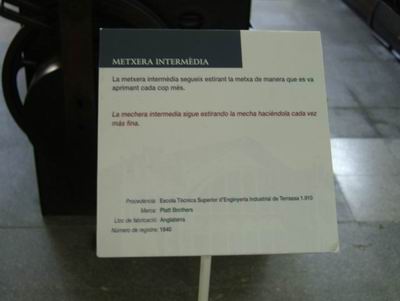 METXERA INTERMÈDIA
La metxera intermèdia segueix estirant la metxa de manera que es va
aprimant cada cop més.
La mechera intermedia sigue estirando la mecha haciéndola cada vez
más fina.
Procedència: Escola Tècnica Superior d'Enginyeria Industrial de Terrassa 1.910
Marca: Platt Brothers
Lloc de fabricació: Anglaterra
Número de registre: 1640